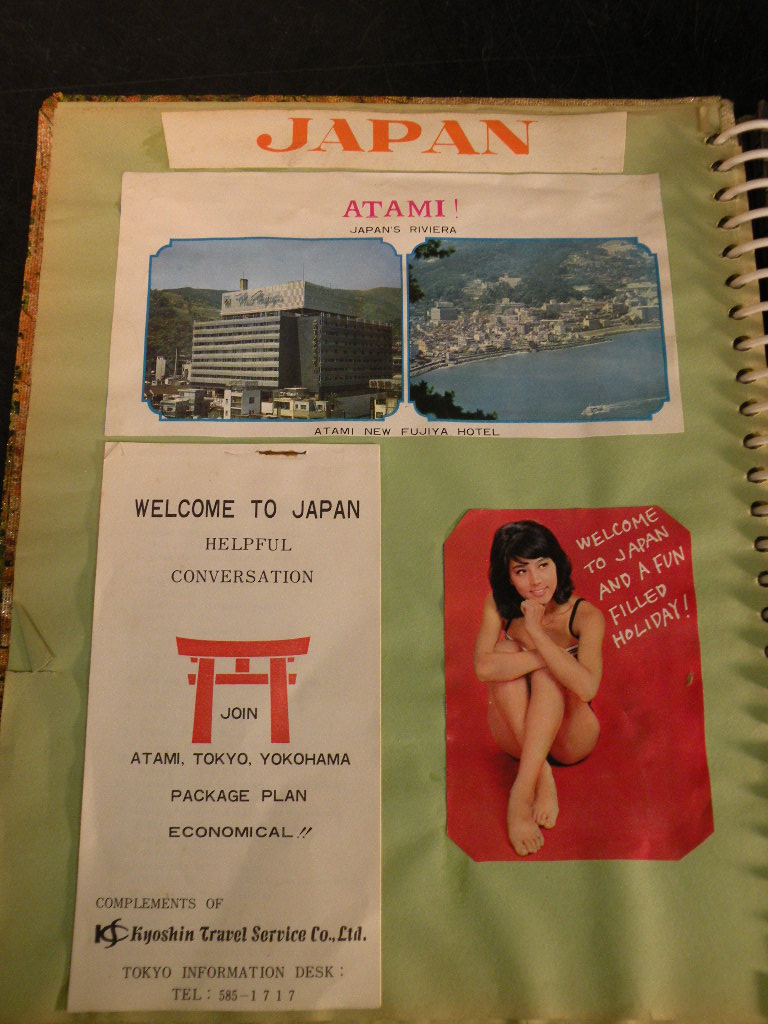 JAPAN
ATAMI!
JAPAN'S RIVIERA
ATAMI NEW FUJIYA HOTEL
WELCOME TO JAPAN
HELPFUL
CONVERSATION
JOIN
ATAMI, TOKYO, YOKOHAMA
PACKAGE PLAN
ECONOMICAL!!
COMPLEMENTS OF
Kyoshin Travel Service Co., Ltd.
TOKYO INFORMATION DESK:
TEL: 585-1717
WELCOME
TO JAPAN
AND A FUN
FILLED
HOLIDAY!